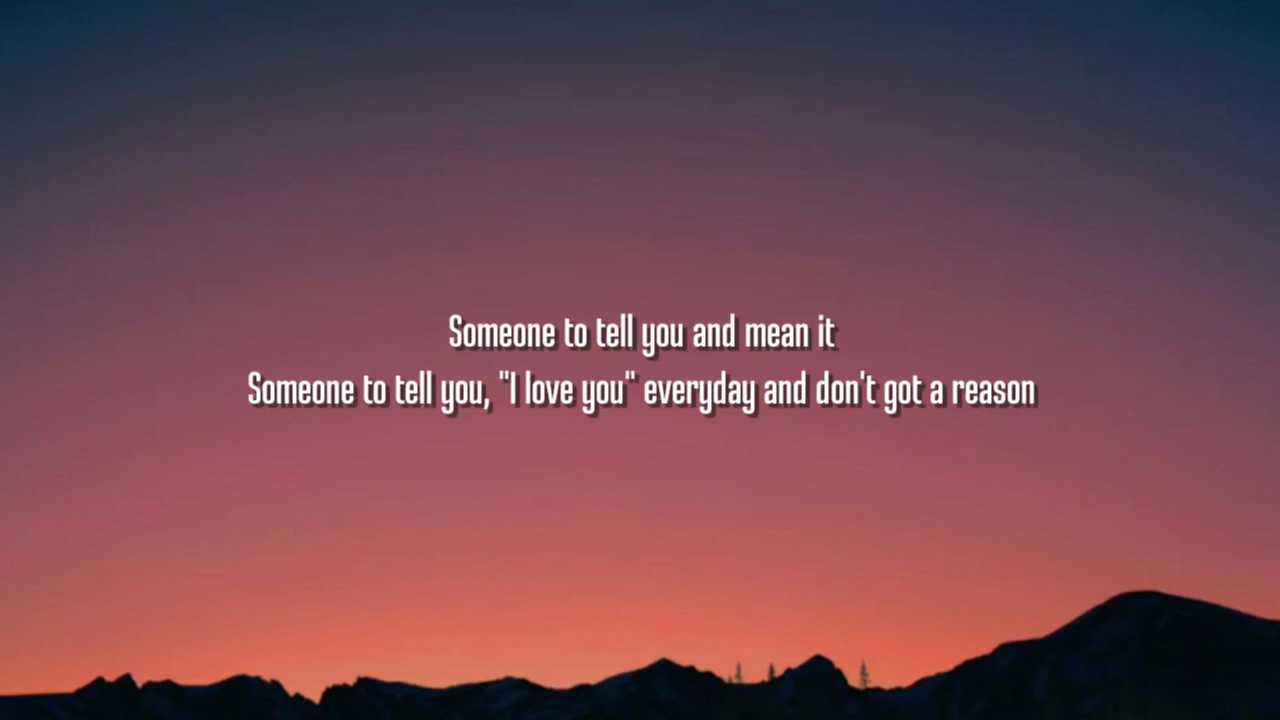 Someone to tell you and mean it
Someone to tell you, "I love you" everyday and don't got a reason